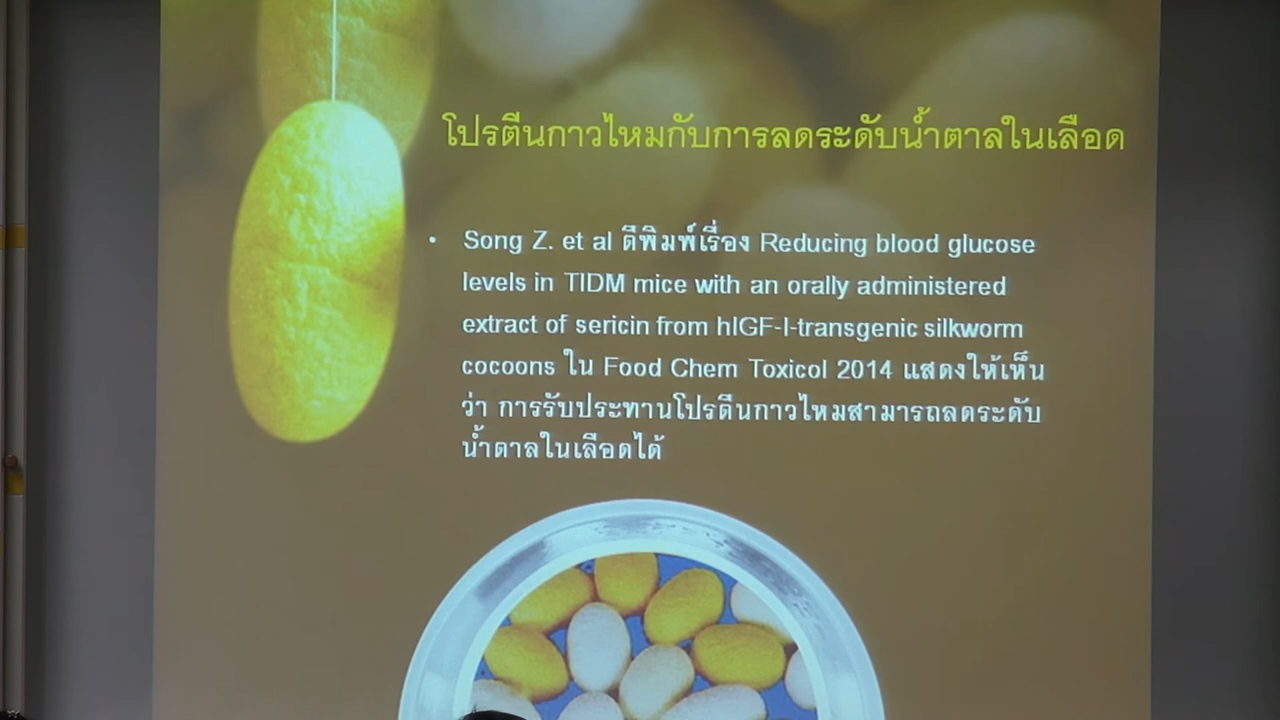 โปรตีนกาวไหมกับการลดระดับน้ำตาลในเลือด
• Song Z. et al ตีพิมพ์เรื่อง Reducing blood glucose
levels in TIDM mice with an orally administered
extract of sericin from hIGF-I-transgenic silkworm
cocoons ใน Food Chem Toxicol 2014 แสดงให้เห็น
ว่า การรับประทานโปรตีนกาวไหมสามารถลดระดับ
น้ำตาลในเลือดได้